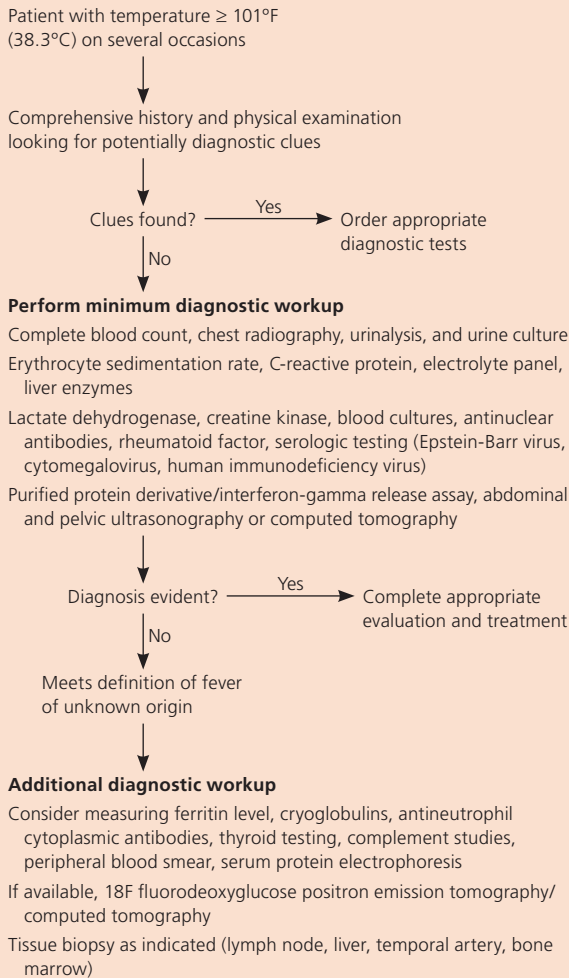 Patient with temperature ≥ 101°F
(38.3°C) on several occasions
Comprehensive history and physical examination
looking for potentially diagnostic clues
Clues found?
Yes
Order appropriate
diagnostic tests
No
Perform minimum diagnostic workup
Complete blood count, chest radiography, urinalysis, and urine culture
Erythrocyte sedimentation rate, C-reactive protein, electrolyte panel,
liver enzymes
Lactate dehydrogenase, creatine kinase, blood cultures, antinuclear
antibodies, rheumatoid factor, serologic testing (Epstein-Barr virus,
cytomegalovirus, human immunodeficiency virus)
Purified protein derivative/interferon-gamma release assay, abdominal
and pelvic ultrasonography or computed tomography
Diagnosis evident?
Yes
Complete appropriate
evaluation and treatment
No
Meets definition of fever
of unknown origin
Additional diagnostic workup
Consider measuring ferritin level, cryoglobulins, antineutrophil
cytoplasmic antibodies, thyroid testing, complement studies,
peripheral blood smear, serum protein electrophoresis
If available, 18F fluorodeoxyglucose positron emission tomography/
computed tomography
Tissue biopsy as indicated (lymph node, liver, temporal artery, bone
marrow)